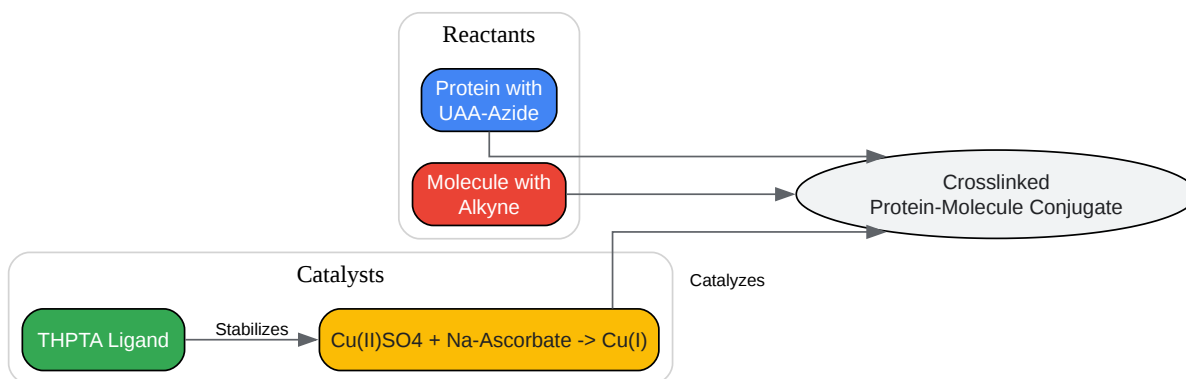 Reactants
Protein with
UAA-Azide
Molecule with
Alkyne
Crosslinked
Protein-Molecule Conjugate
Catalysts
Catalyzes
THPTA Ligand
Stabilizes
Cu(II)SO4 + Na-Ascorbate -> Cu(I)